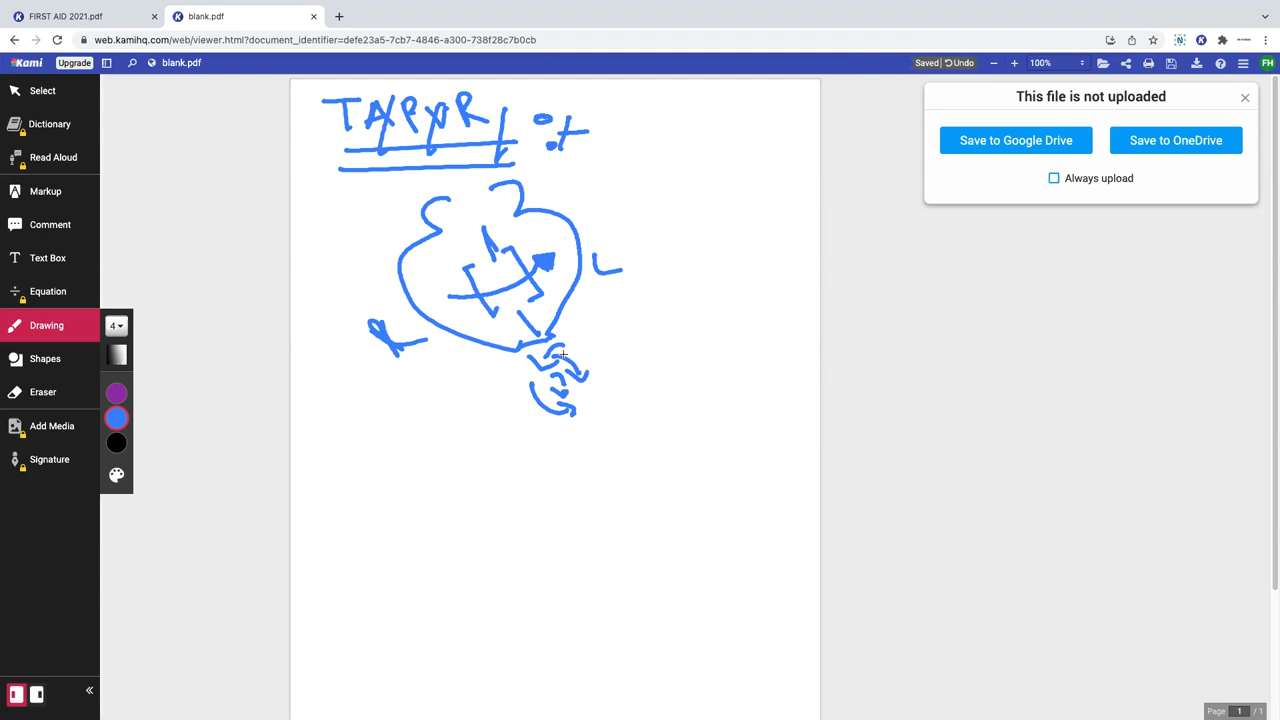 FIRST AID 2021.pdf
blank.pdf
web.kamihq.com/web/viewer.html?document_identifier=defe23a5-7cb7-4846-a300-738f28c7b0cb
Kami
Upgrade
blank.pdf
Saved
Undo
100%
FH
Select
Dictionary
Read Aloud
Markup
Comment
Text Box
Equation
Drawing
Shapes
Eraser
Add Media
Signature
4
This file is not uploaded
Save to Google Drive
Save to OneDrive
Always upload
TAPVR
L
Page 1 / 1